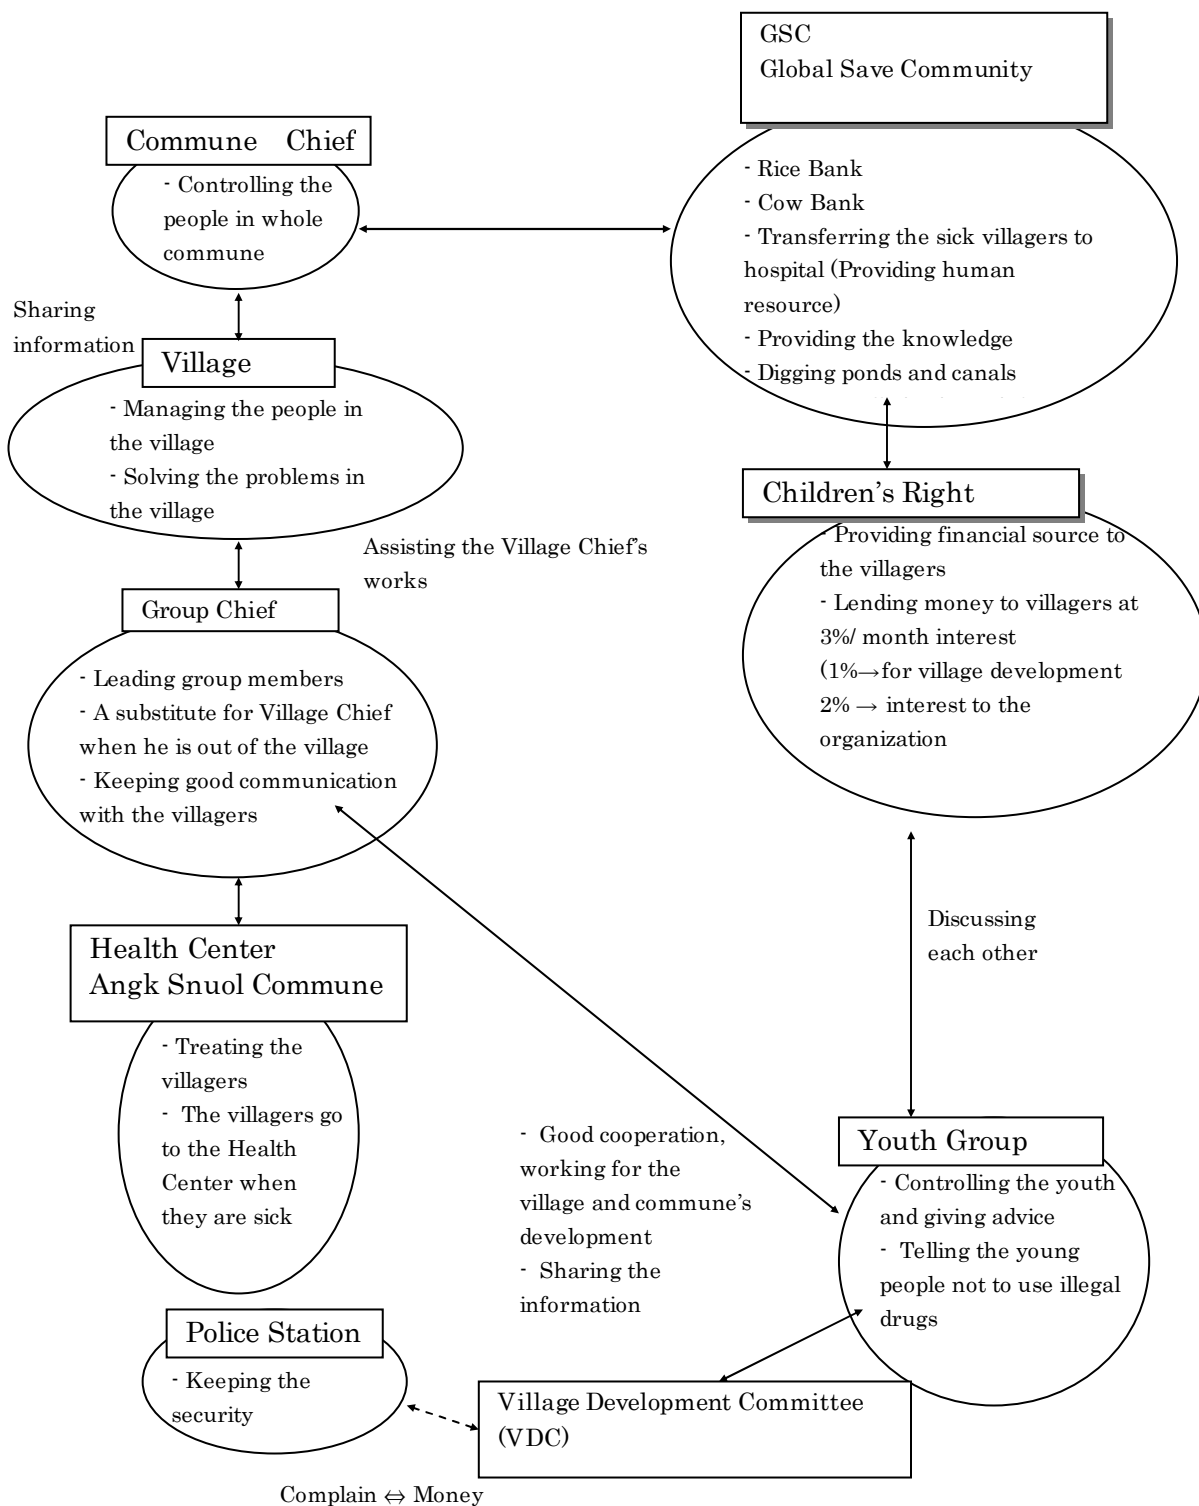 GSC
Global Save Community
Commune Chief
- Controlling the
people in whole
commune
- Rice Bank
- Cow Bank
- Transferring the sick villagers to
hospital (Providing human
resource)
- Providing the knowledge
- Digging ponds and canals
Sharing
information
Village
- Managing the people in
the village
- Solving the problems in
the village
Children's Right
- Providing financial source to
the villagers
- Lending money to villagers at
3%/ month interest
(1%→for village development
2% → interest to the
organization
Assisting the Village Chief's
works
Group Chief
- Leading group members
- A substitute for Village Chief
when he is out of the village
- Keeping good communication
with the villagers
Discussing
each other
Health Center
Angk Snuol Commune
- Treating the
villagers
- The villagers go
to the Health
Center when
they are sick
- Good cooperation,
working for the
village and commune's
development
- Sharing the
information
Youth Group
- Controlling the youth
and giving advice
- Telling the young
people not to use illegal
drugs
Police Station
- Keeping the
security
Village Development Committee
(VDC)
Complain ⇔ Money